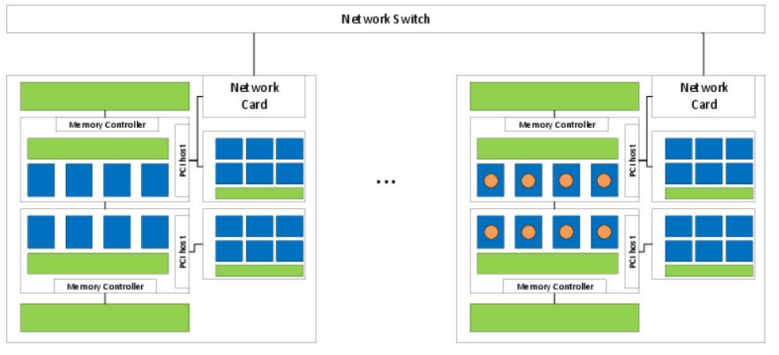 Network Switch
Network
Card
Memory Controller
PCI host
PCI host
Memory Controller
...
Network
Card
Memory Controller
PCI host
PCI host
Memory Controller